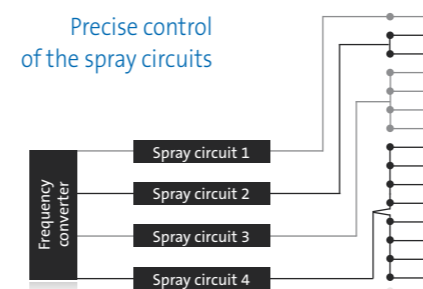 Precise control
of the spray circuits
Spray circuit 1
Spray circuit 2
Frequency
converter
Spray circuit 3
Spray circuit 4